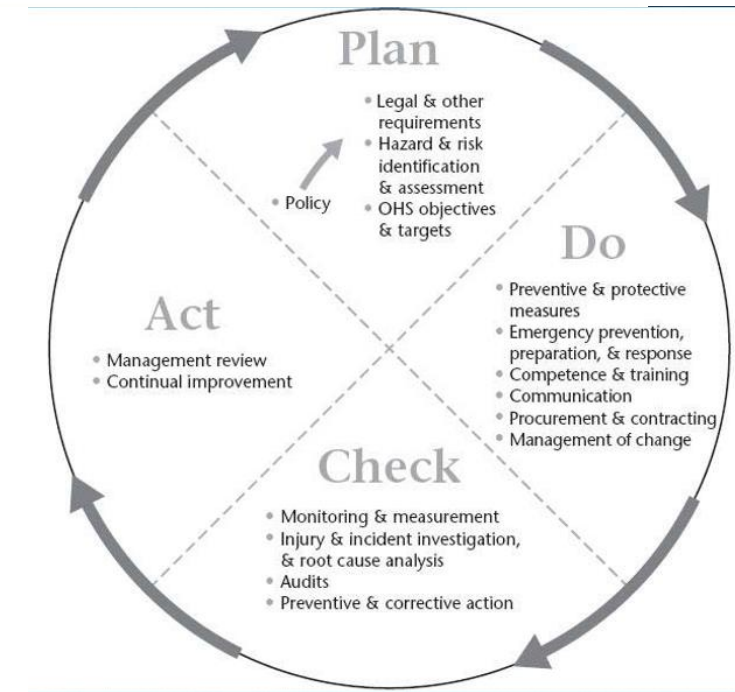 Plan
• Legal & other
requirements
• Hazard & risk
identification
& assessment
• OHS objectives
& targets
• Policy
Do
• Preventive & protective
measures
• Emergency prevention,
preparation, & response
• Competence & training
• Communication
• Procurement & contracting
• Management of change
Check
• Monitoring & measurement
• Injury & incident investigation,
& root cause analysis
• Audits
• Preventive & corrective action
Act
• Management review
• Continual improvement